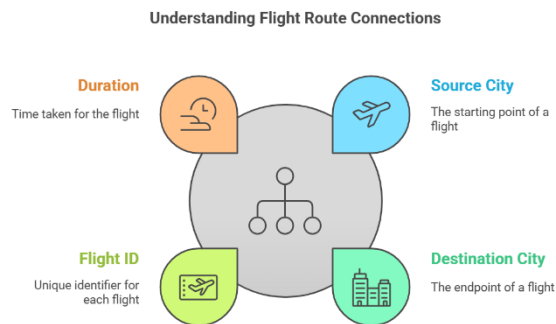 Understanding Flight Route Connections
Duration
Time taken for the flight
Source City
The starting point of a
flight
Flight ID
Unique identifier for
each flight
Destination City
The endpoint of a flight